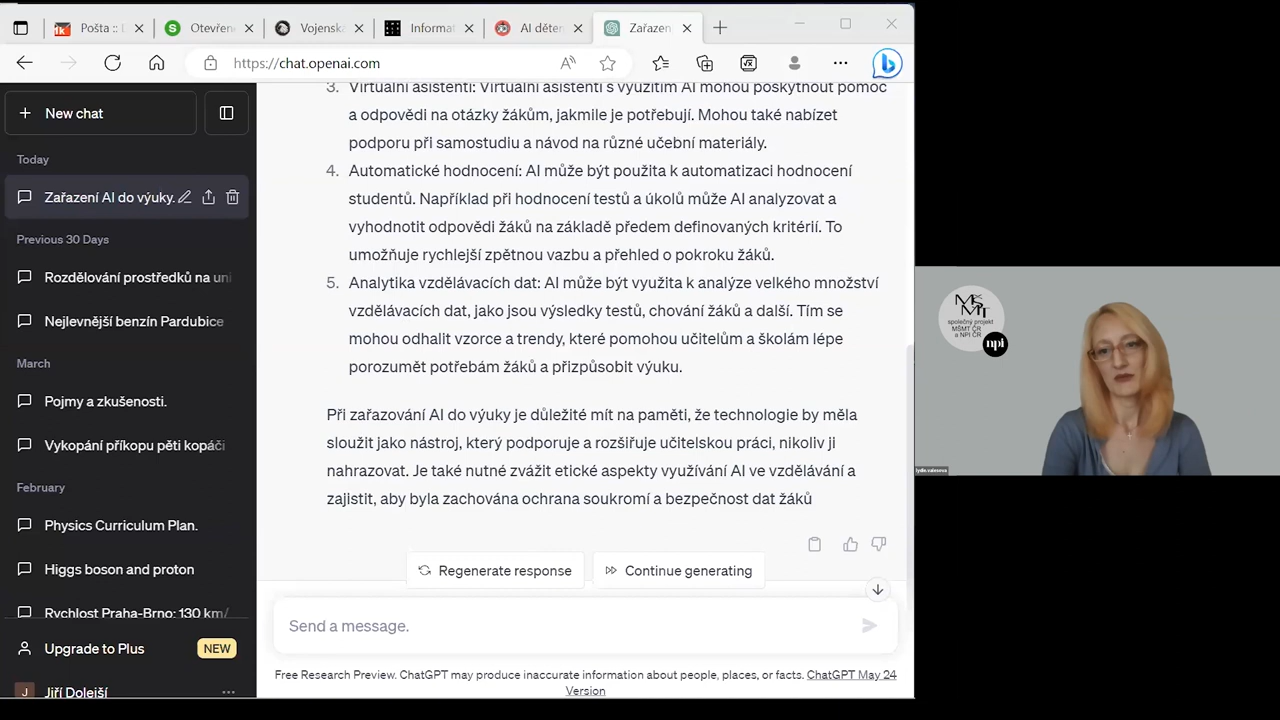 Pošta ::
Otevřen
Vojensk
Informat
AI děten
Zařazen
https://chat.openai.com
New chat
Today
Zařazení AI do výuky.
Previous 30 Days
Rozdělování prostředků na uni
Nejlevnější benzín Pardubice
March
Pojmy a zkušenosti.
Vykopání příkopu pěti kopáči
February
Physics Curriculum Plan.
Higgs boson and proton
Rychlost Praha-Brno: 130 km/
Upgrade to Plus NEW
J Jiří Dolejší
3. Virtuální asistenti: Virtuální asistenti s využitím AI mohou poskytnout pomoc
a odpovědi na otázky žákům, jakmile je potřebují. Mohou také nabízet
podporu při samostudiu a návod na různé učební materiály.
4. Automatické hodnocení: AI může být použita k automatizaci hodnocení
studentů. Například při hodnocení testů a úkolů může AI analyzovat a
vyhodnotit odpovědi žáků na základě předem definovaných kritérií. To
umožňuje rychlejší zpětnou vazbu a přehled o pokroku žáků.
5. Analytika vzdělávacích dat: AI může být využita k analýze velkého množství
vzdělávacích dat, jako jsou výsledky testů, chování žáků a další. Tím se
mohou odhalit vzorce a trendy, které pomohou učitelům a školám lépe
porozumět potřebám žáků a přizpůsobit výuku.
Při zařazování AI do výuky je důležité mít na paměti, že technologie by měla
sloužit jako nástroj, který podporuje a rozšiřuje učitelskou práci, nikoliv ji
nahrazovat. Je také nutné zvážit etické aspekty využívání AI ve vzdělávání a
zajistit, aby byla zachována ochrana soukromí a bezpečnost dat žáků
Regenerate response
Continue generating
Send a message.
Free Research Preview. ChatGPT may produce inaccurate information about people, places, or facts. ChatGPT May 24
Version
MŠMT
společný projekt
MŠMT ČR
a NPI ČR
npi